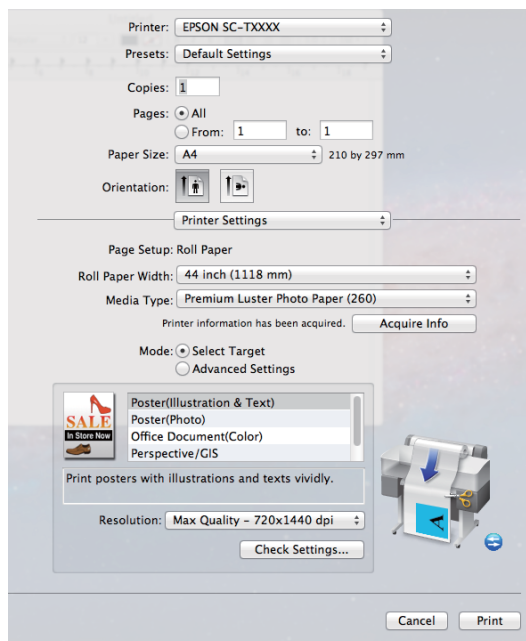 Printer: EPSON SC-TXXXX
Presets: Default Settings
Copies: 1
Pages: All
From: 1 to: 1
Paper Size: A4 210 by 297 mm
Orientation:
Printer Settings
Page Setup: Roll Paper
Roll Paper Width: 44 inch (1118 mm)
Media Type: Premium Luster Photo Paper (260)
Printer information has been acquired. Acquire Info
Mode: Select Target
Advanced Settings
SALE
In Store Now
Poster(Illustration & Text)
Poster(Photo)
Office Document(Color)
Perspective/GIS
Print posters with illustrations and texts vividly.
Resolution: Max Quality - 720x1440 dpi
Check Settings...
A
Cancel Print